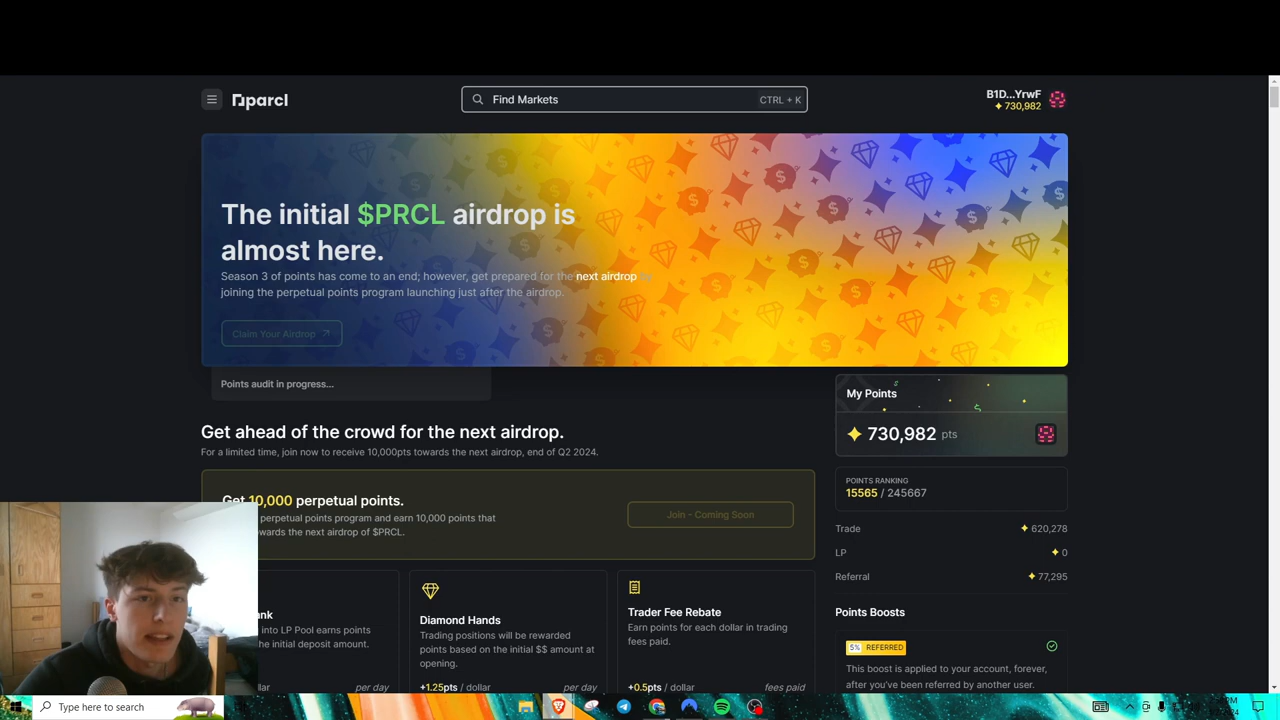 parcl
Find Markets
CTRL + K
B1D...YrwF
730,982
The initial $PRCL airdrop is
almost here.
Season 3 of points has come to an end; however, get prepared for the next airdrop by
joining the perpetual points program launching just after the airdrop.
Claim Your Airdrop
Points audit in progress...
My Points
730,982 pts
Get ahead of the crowd for the next airdrop.
For a limited time, join now to receive 10,000pts towards the next airdrop, end of Q2 2024.
Get 10,000 perpetual points.
perpetual points program and earn 10,000 points that
wards the next airdrop of $PRCL.
Join - Coming Soon
POINTS RANKING
15565 / 245667
Trade
620,278
LP
0
Referral
77,295
Points Boosts
5% REFERRED
This boost is applied to your account, forever,
after you've been referred by another user.
ank
into LP Pool earns points
the initial deposit amount.
llar
per day
Diamond Hands
Trading positions will be rewarded
points based on the initial $$ amount at
opening.
+1.25pts / dollar
per day
Trader Fee Rebate
Earn points for each dollar in trading
fees paid.
+0.5pts / dollar
fees paid
Type here to search